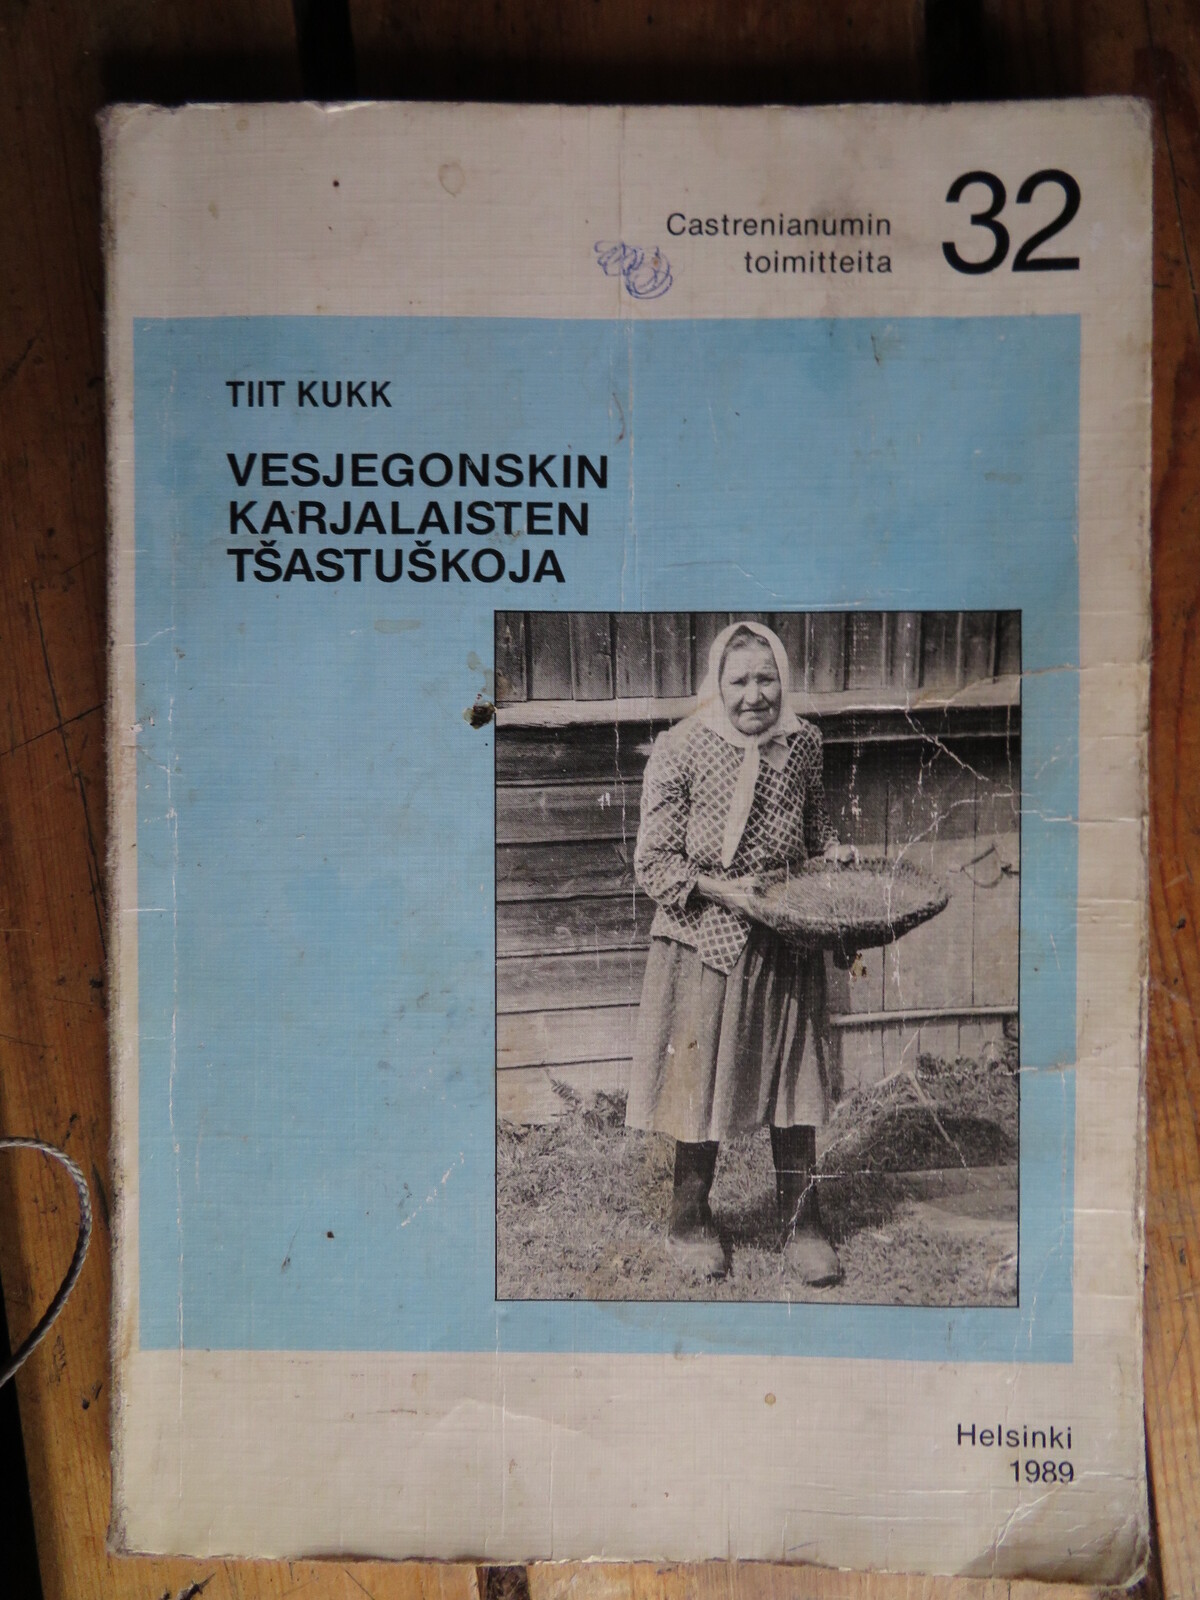 Castrenianumin
toimitteita
32
TIIT KUKK
VESJEGONSKIN
KARJALAISTEN
TŠASTUŠKOJA
Helsinki
1989